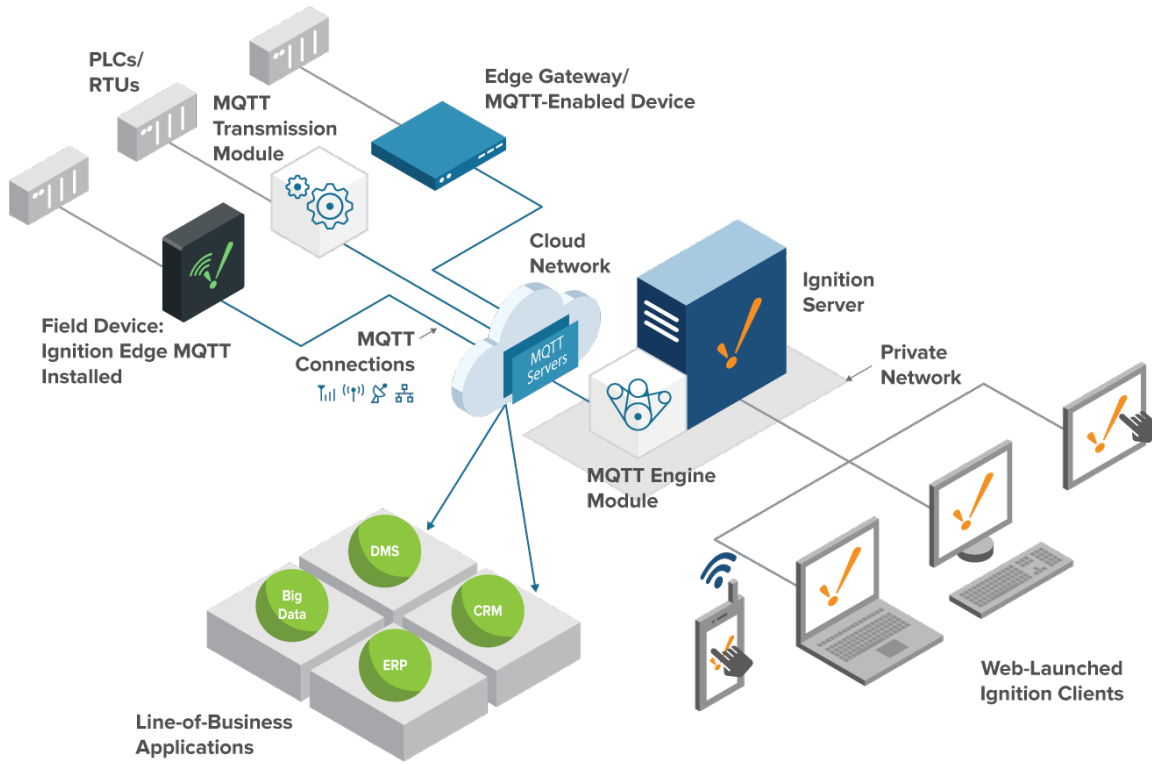 PLCs/
RTUs
MQTT
Transmission
Module
Edge Gateway/
MQTT-Enabled Device
Cloud
Network
Ignition
Server
Field Device:
Ignition Edge MQTT
Installed
MQTT
Connections
MQTT
Servers
Private
Network
MQTT Engine
Module
DMS
Big
Data
CRM
ERP
Line-of-Business
Applications
Web-Launched
Ignition Clients